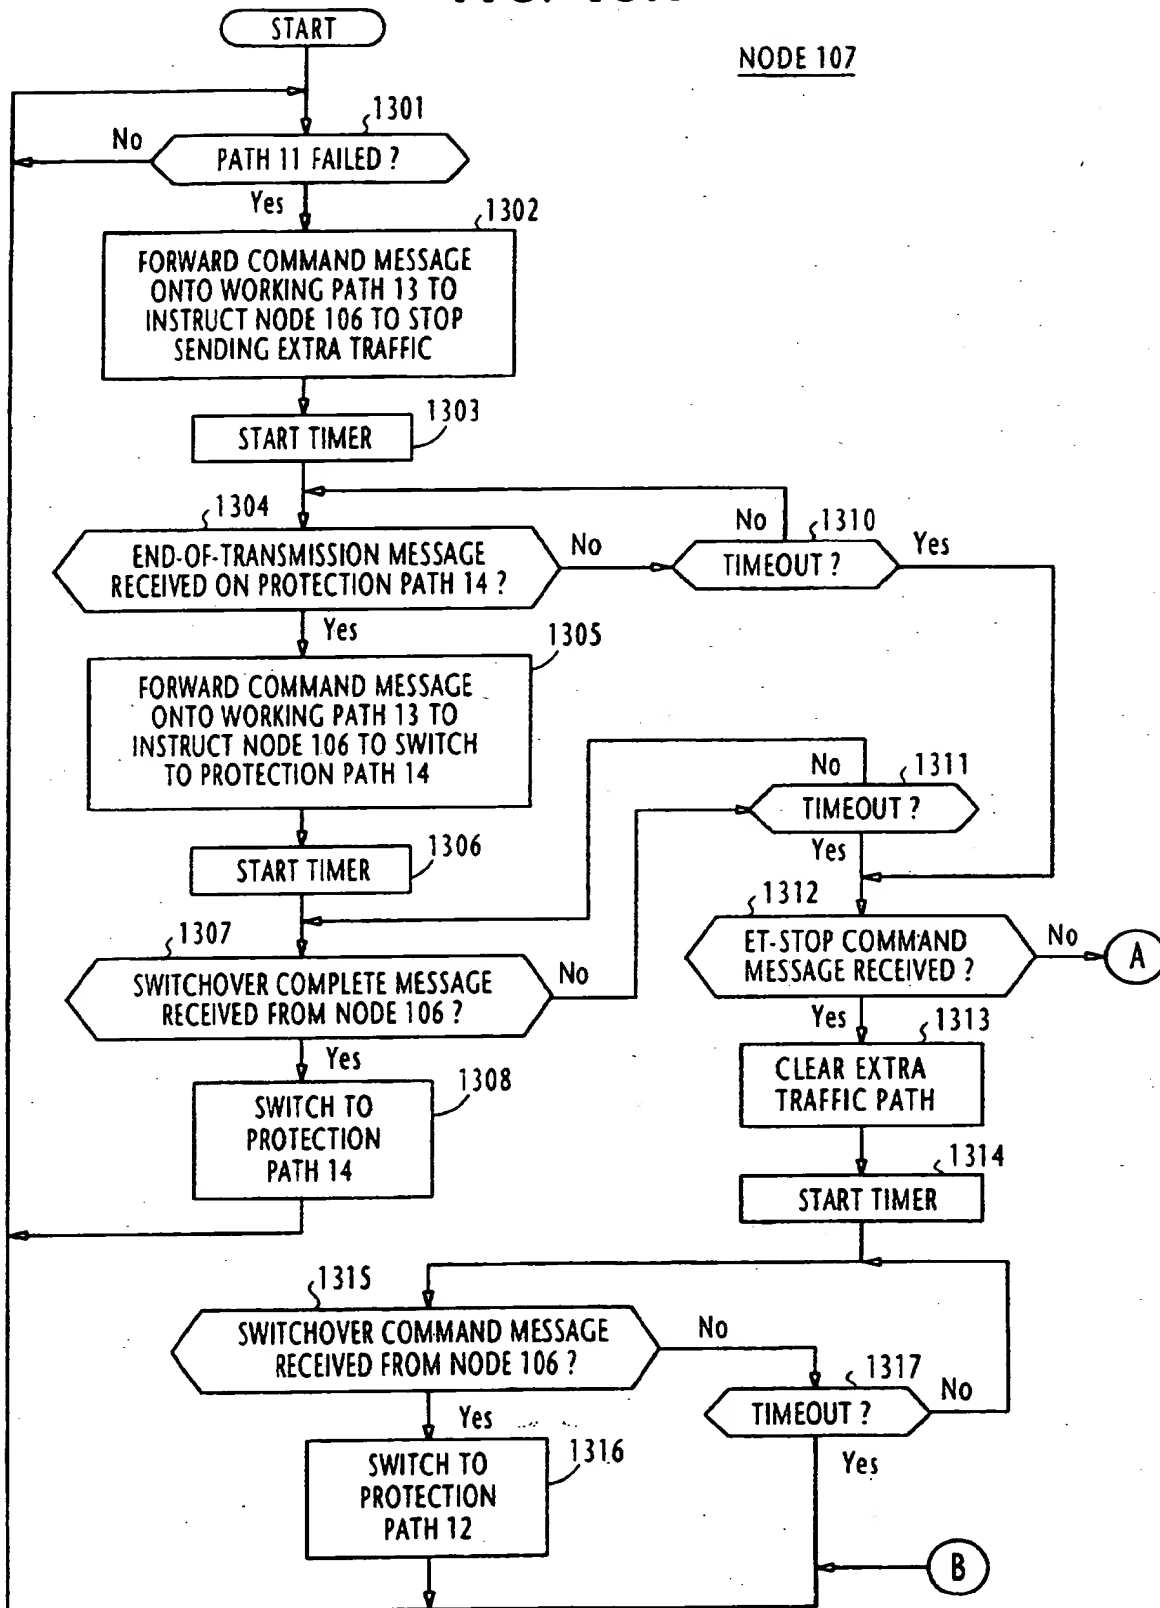 START
NODE 107
1301
No
PATH 11 FAILED ?
Yes
1302
FORWARD COMMAND MESSAGE
ONTO WORKING PATH 13 TO
INSTRUCT NODE 106 TO STOP
SENDING EXTRA TRAFFIC
1303
START TIMER
1304
END-OF-TRANSMISSION MESSAGE
RECEIVED ON PROTECTION PATH 14 ?
No
No
1310
TIMEOUT ?
Yes
Yes
1305
FORWARD COMMAND MESSAGE
ONTO WORKING PATH 13 TO
INSTRUCT NODE 106 TO SWITCH
TO PROTECTION PATH 14
No
1311
TIMEOUT ?
Yes
1306
START TIMER
1307
SWITCHOVER COMPLETE MESSAGE
RECEIVED FROM NODE 106 ?
No
1312
ET-STOP COMMAND
MESSAGE RECEIVED ?
No
A
Yes
1308
SWITCH TO
PROTECTION
PATH 14
Yes
1313
CLEAR EXTRA
TRAFFIC PATH
1314
START TIMER
1315
SWITCHOVER COMMAND MESSAGE
RECEIVED FROM NODE 106 ?
No
1317
TIMEOUT ?
No
Yes
Yes
1316
SWITCH TO
PROTECTION
PATH 12
B